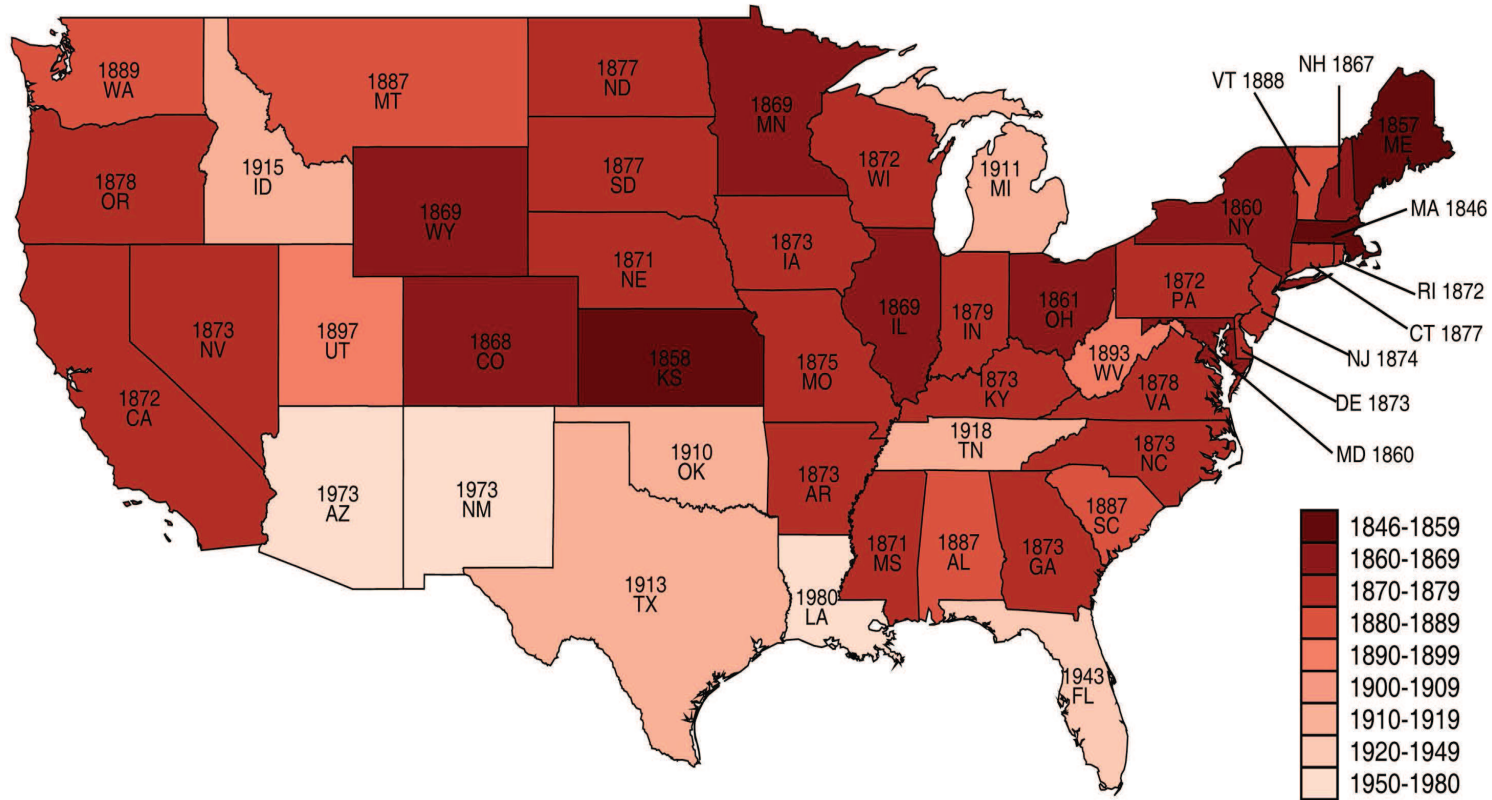 1889
WA
1887
MT
1877
ND
1869
MN
1878
OR
1915
ID
1869
WY
1877
SD
1872
WI
1911
MI
VT 1888
NH 1867
1857
ME
1860
NY
MA 1846
1873
NV
1872
CA
1897
UT
1868
CO
1871
NE
1858
KS
1873
IA
1869
IL
1879
IN
1861
OH
1872
PA
RI 1872
CT 1877
NJ 1874
DE 1873
MD 1860
1875
MO
1873
KY
1893
WV
1878
VA
1973
AZ
1973
NM
1910
OK
1873
AR
1918
TN
1873
NC
1913
TX
1980
LA
1871
MS
1887
AL
1873
GA
1887
SC
1943
FL
1846-1859
1860-1869
1870-1879
1880-1889
1890-1899
1900-1909
1910-1919
1920-1949
1950-1980